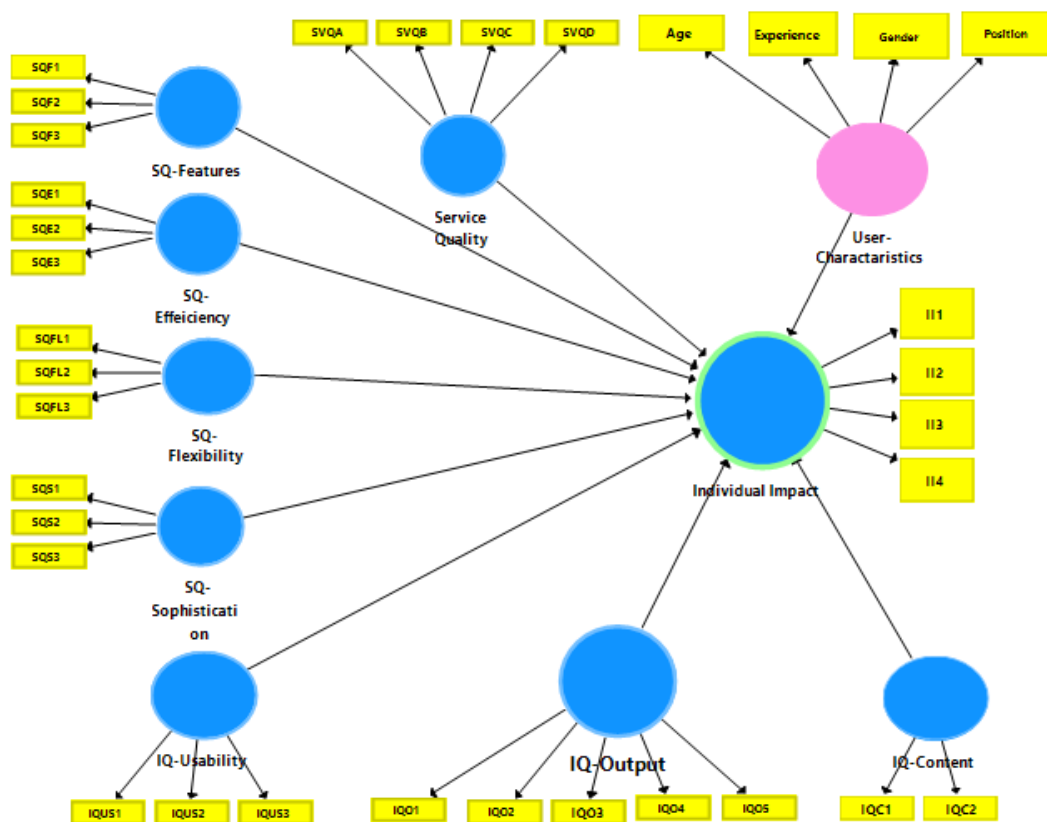 SVQA
SVQB
SVQC
SVQD
Age
Experience
Gender
Position
SQF1
SQF2
SQF3
SQ-Features
Service
Quality
User-
Charactaristics
SQE1
SQE2
SQE3
SQ-
Effeiciency
SQFL1
SQFL2
SQFL3
SQ-
Flexibility
II1
II2
II3
II4
Individual Impact
SQS1
SQS2
SQS3
SQ-
Sophisticati
on
IQ-Usability
IQ-Output
IQ-Content
IQUS1
IQUS2
IQUS3
IQO1
IQO2
IQO3
IQO4
IQO5
IQC1
IQC2